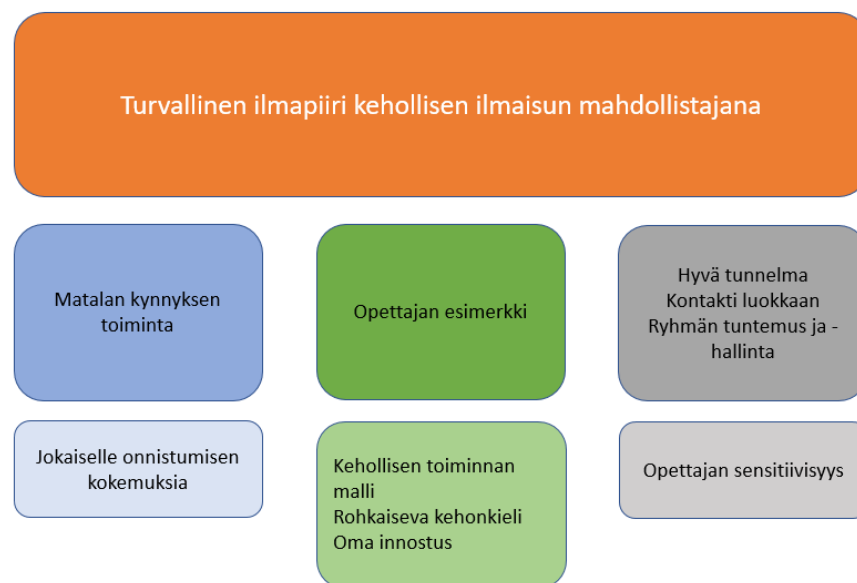 Turvallinen ilmapiiri kehollisen ilmaisun mahdollistajana
Matalan kynnyksen
toiminta
Opettajan esimerkki
Hyvä tunnelma
Kontakti luokkaan
Ryhmän tuntemus ja -
hallinta
Jokaiselle onnistumisen
kokemuksia
Kehollisen toiminnan
malli
Rohkaiseva kehonkieli
Oma innostus
Opettajan sensitiivisyys